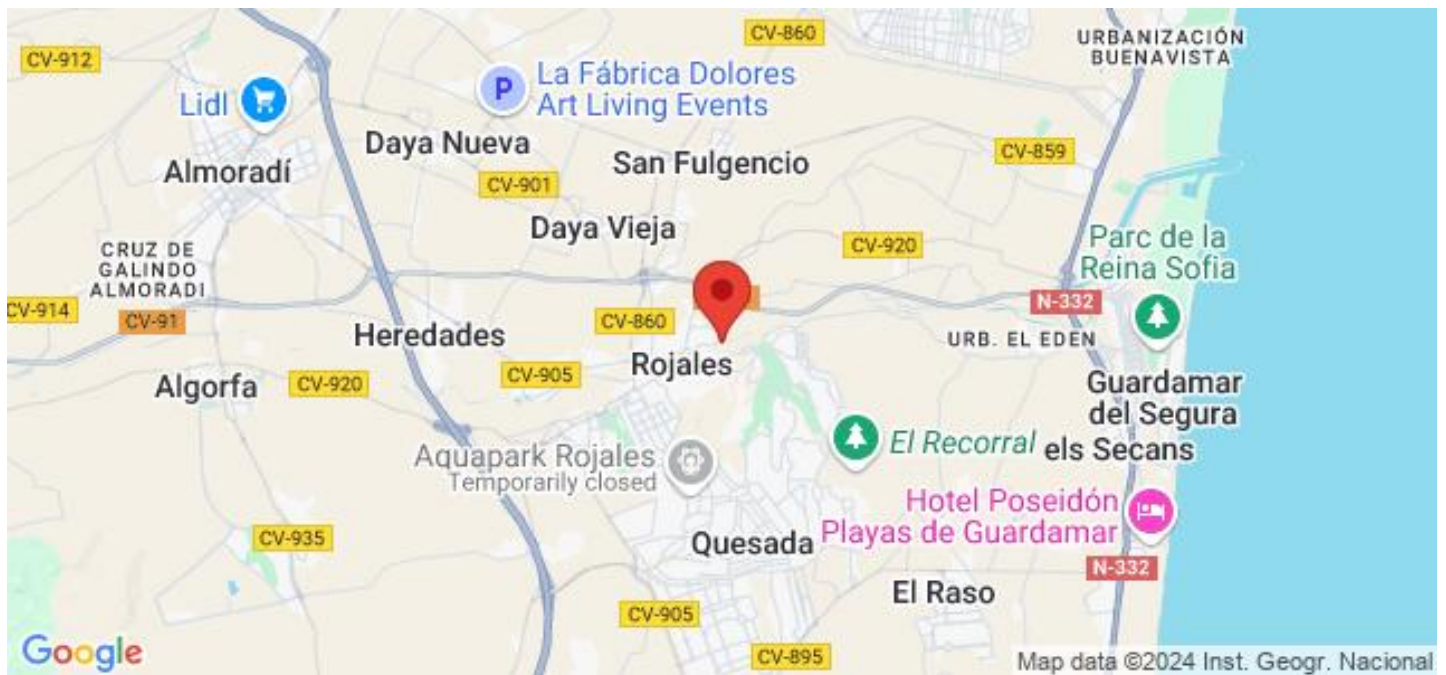 CV-860
URBANIZACIÓN
BUENAVISTA
CV-912
La Fábrica Dolores
Art Living Events
P
Lidl
Daya Nueva
San Fulgencio
CV-859
Almoradí
CV-901
Daya Vieja
CV-920
Parc de la
Reina Sofia
CRUZ DE
GALINDO
ALMORADI
CV-914
CV-91
CV-860
N-332
Heredades
URB. EL EDEN
Rojales
CV-905
Algorfa
CV-920
Guardamar
del Segura
El Recorral
els Secans
Aquapark Rojales
Temporarily closed
Hotel Poseidón
Playas de Guardamar
CV-935
Quesada
N-332
El Raso
CV-905
Google
CV-895
Map data ©2024 Inst. Geogr. Nacional